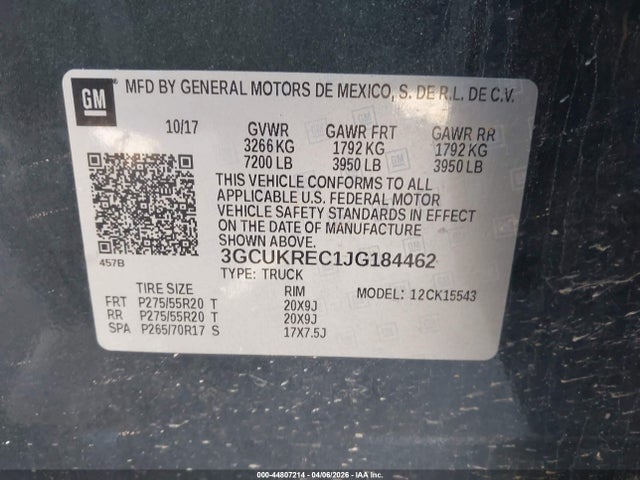 GM MFD BY GENERAL MOTORS DE MEXICO, S. DE R.L. DE C.V.
10/17 GVWR GAWR FRT GAWR RR
3266 KG 1792 KG 1792 KG
7200 LB 3950 LB 3950 LB
THIS VEHICLE CONFORMS TO ALL
APPLICABLE U.S. FEDERAL MOTOR
VEHICLE SAFETY STANDARDS IN EFFECT
ON THE DATE OF MANUFACTURE
SHOWN ABOVE.
457B 3GCUKREC1JG184462
TYPE: TRUCK
TIRE SIZE RIM MODEL: 12CK15543
FRT P275/55R20 T 20X9J
RR P275/55R20 T 20X9J
SPA P265/70R17 S 17X7.5J
000-44807214 - 04/06/2026 - IAA Inc.